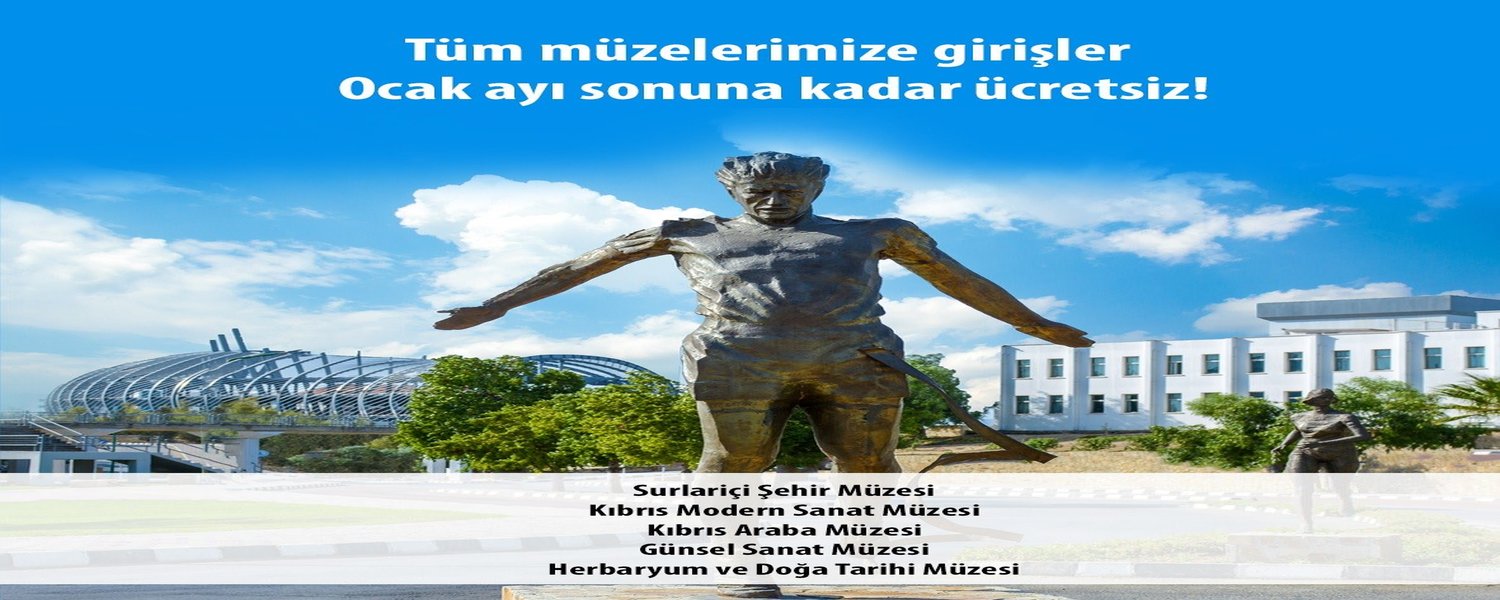 Tüm müzelerimize girişler
Ocak ayı sonuna kadar ücretsiz!
Surlariçi Şehir Müzesi
Kıbrıs Modern Sanat Müzesi
Kıbrıs Araba Müzesi
Günsel Sanat Müzesi
Herbaryum ve Doğa Tarihi Müzesi